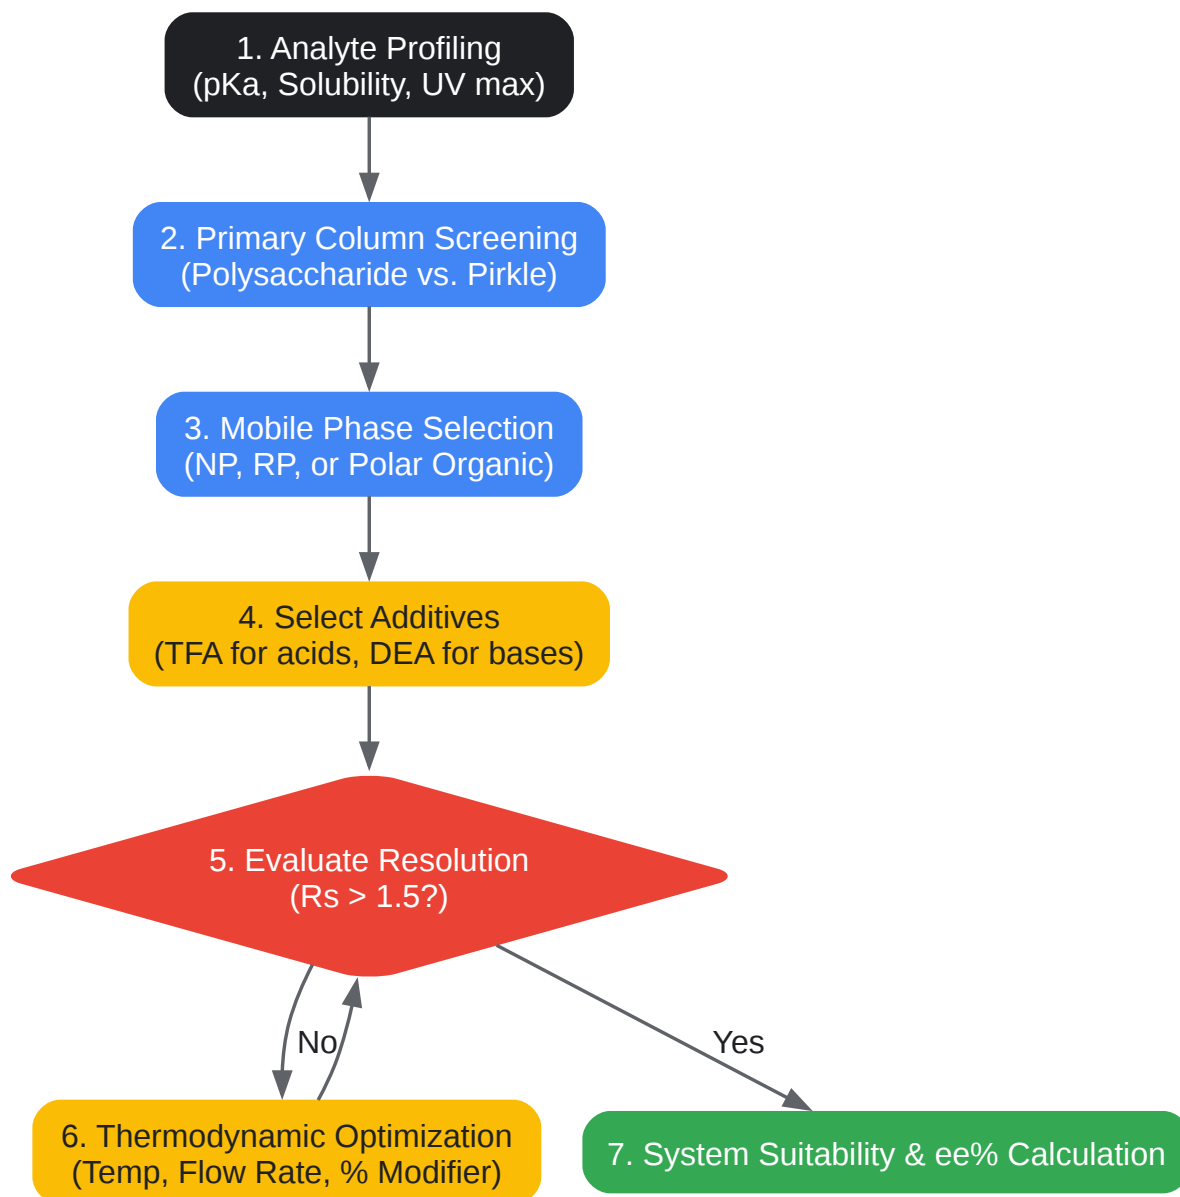 1. Analyte Profiling
(pKa, Solubility, UV max)
2. Primary Column Screening
(Polysaccharide vs. Pirkle)
3. Mobile Phase Selection
(NP, RP, or Polar Organic)
4. Select Additives
(TFA for acids, DEA for bases)
5. Evaluate Resolution
(Rs > 1.5?)
No
Yes
6. Thermodynamic Optimization
(Temp, Flow Rate, % Modifier)
7. System Suitability & ee% Calculation